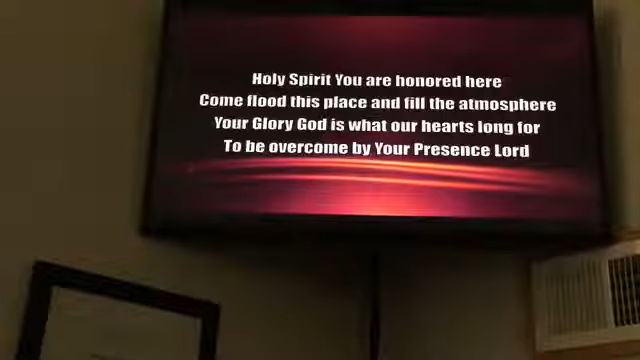 Holy Spirit You are honored here
Come flood this place and fill the atmosphere
Your Glory God is what our hearts long for
To be overcome by Your Presence Lord